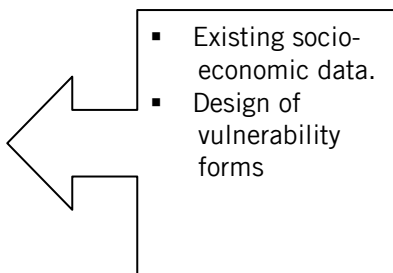 ▪ Existing socio-
economic data.
▪ Design of
vulnerability
forms